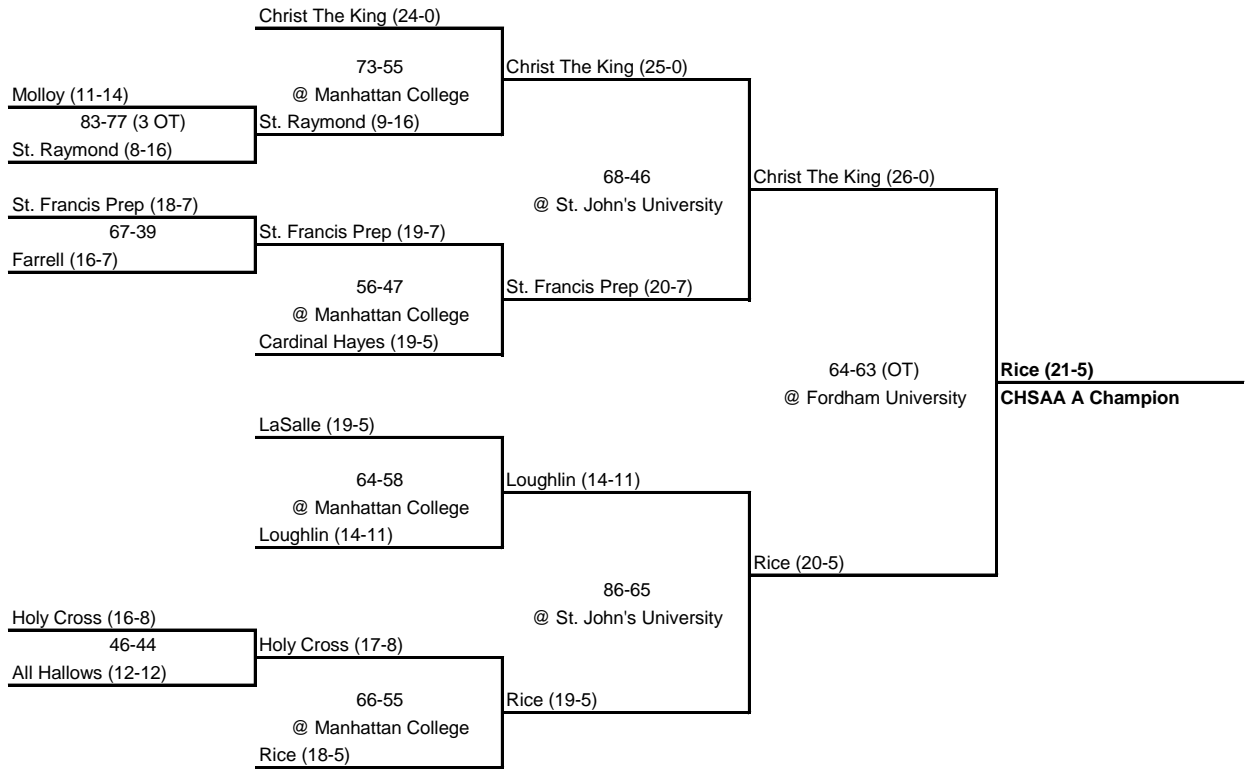 Christ The King (24-0)
73-55
@ Manhattan College
Christ The King (25-0)
Molloy (11-14)
83-77 (3 OT)
St. Raymond (8-16)
St. Raymond (9-16)
68-46
@ St. John's University
Christ The King (26-0)
St. Francis Prep (18-7)
67-39
Farrell (16-7)
St. Francis Prep (19-7)
56-47
@ Manhattan College
St. Francis Prep (20-7)
Cardinal Hayes (19-5)
64-63 (OT)
@ Fordham University
Rice (21-5)
CHSAA A Champion
LaSalle (19-5)
64-58
@ Manhattan College
Loughlin (14-11)
Loughlin (14-11)
86-65
@ St. John's University
Rice (20-5)
Holy Cross (16-8)
46-44
All Hallows (12-12)
Holy Cross (17-8)
66-55
@ Manhattan College
Rice (19-5)
Rice (18-5)